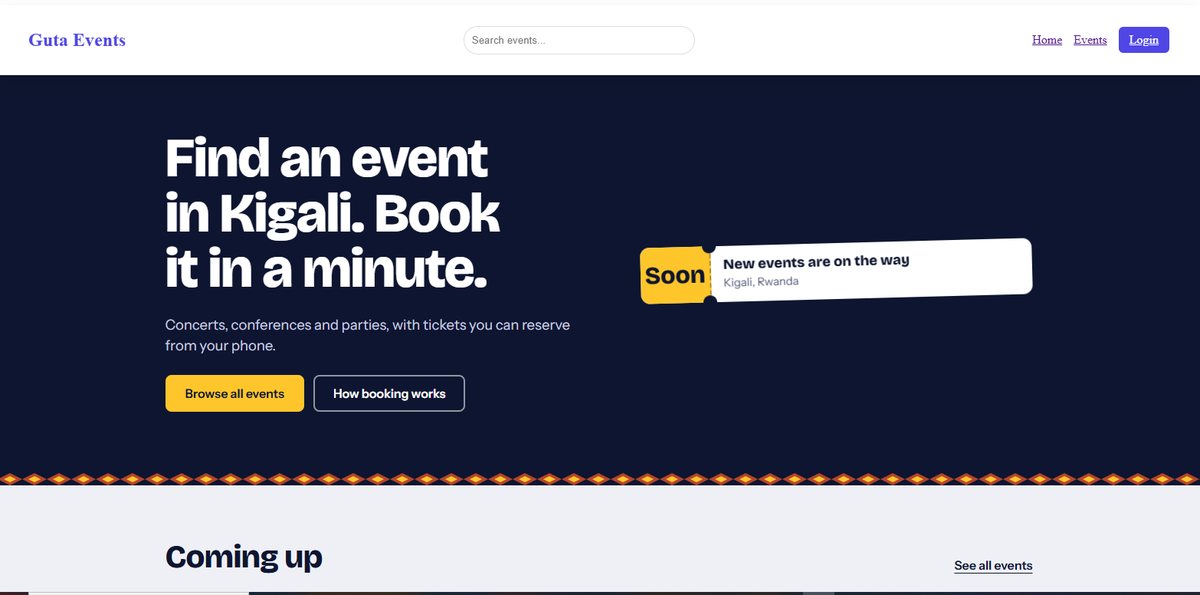 Guta Events
Search events...
Home
Events
Login
Find an event
in Kigali. Book
it in a minute.
Concerts, conferences and parties, with tickets you can reserve
from your phone.
Browse all events
How booking works
Soon
New events are on the way
Kigali, Rwanda
Coming up
See all events